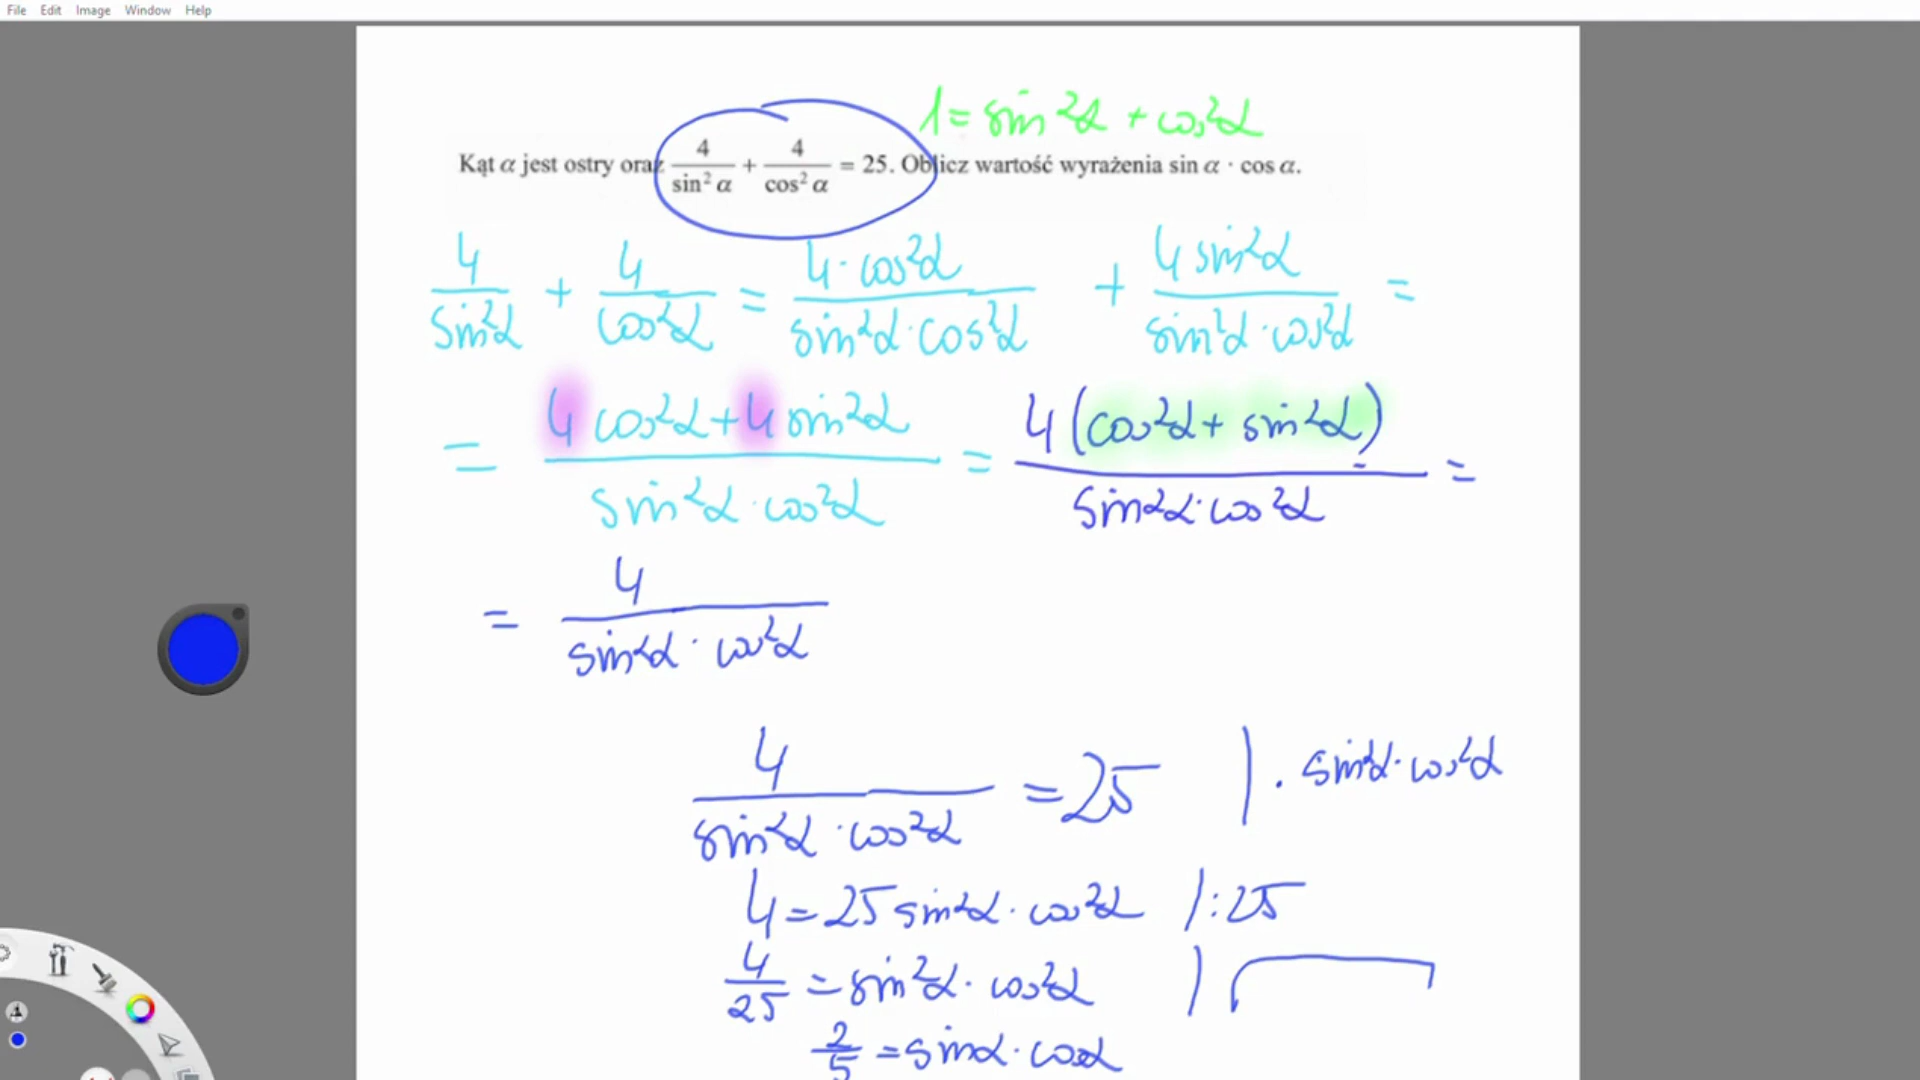 File Edit Image Window Help
1 = sin²α + cos²α
Kąt α jest ostry oraz 4/sin² α + 4/cos² α = 25. Oblicz wartość wyrażenia sin α · cos α.
4/sin²α + 4/cos²α = 4·cos²α/sin²α·cos²α + 4 sin²α/sin²α·cos²α =
= 4 cos²α + 4 sin²α/sin²α·cos²α = 4(cos²α + sin²α)/sin²α·cos²α =
= 4/sin²α · cos²α
4/sin²α · cos²α = 25 | · sin²α · cos²α
4 = 25 sin²α · cos²α |:25
4/25 = sin²α · cos²α | √
2/5 = sinα · cosα